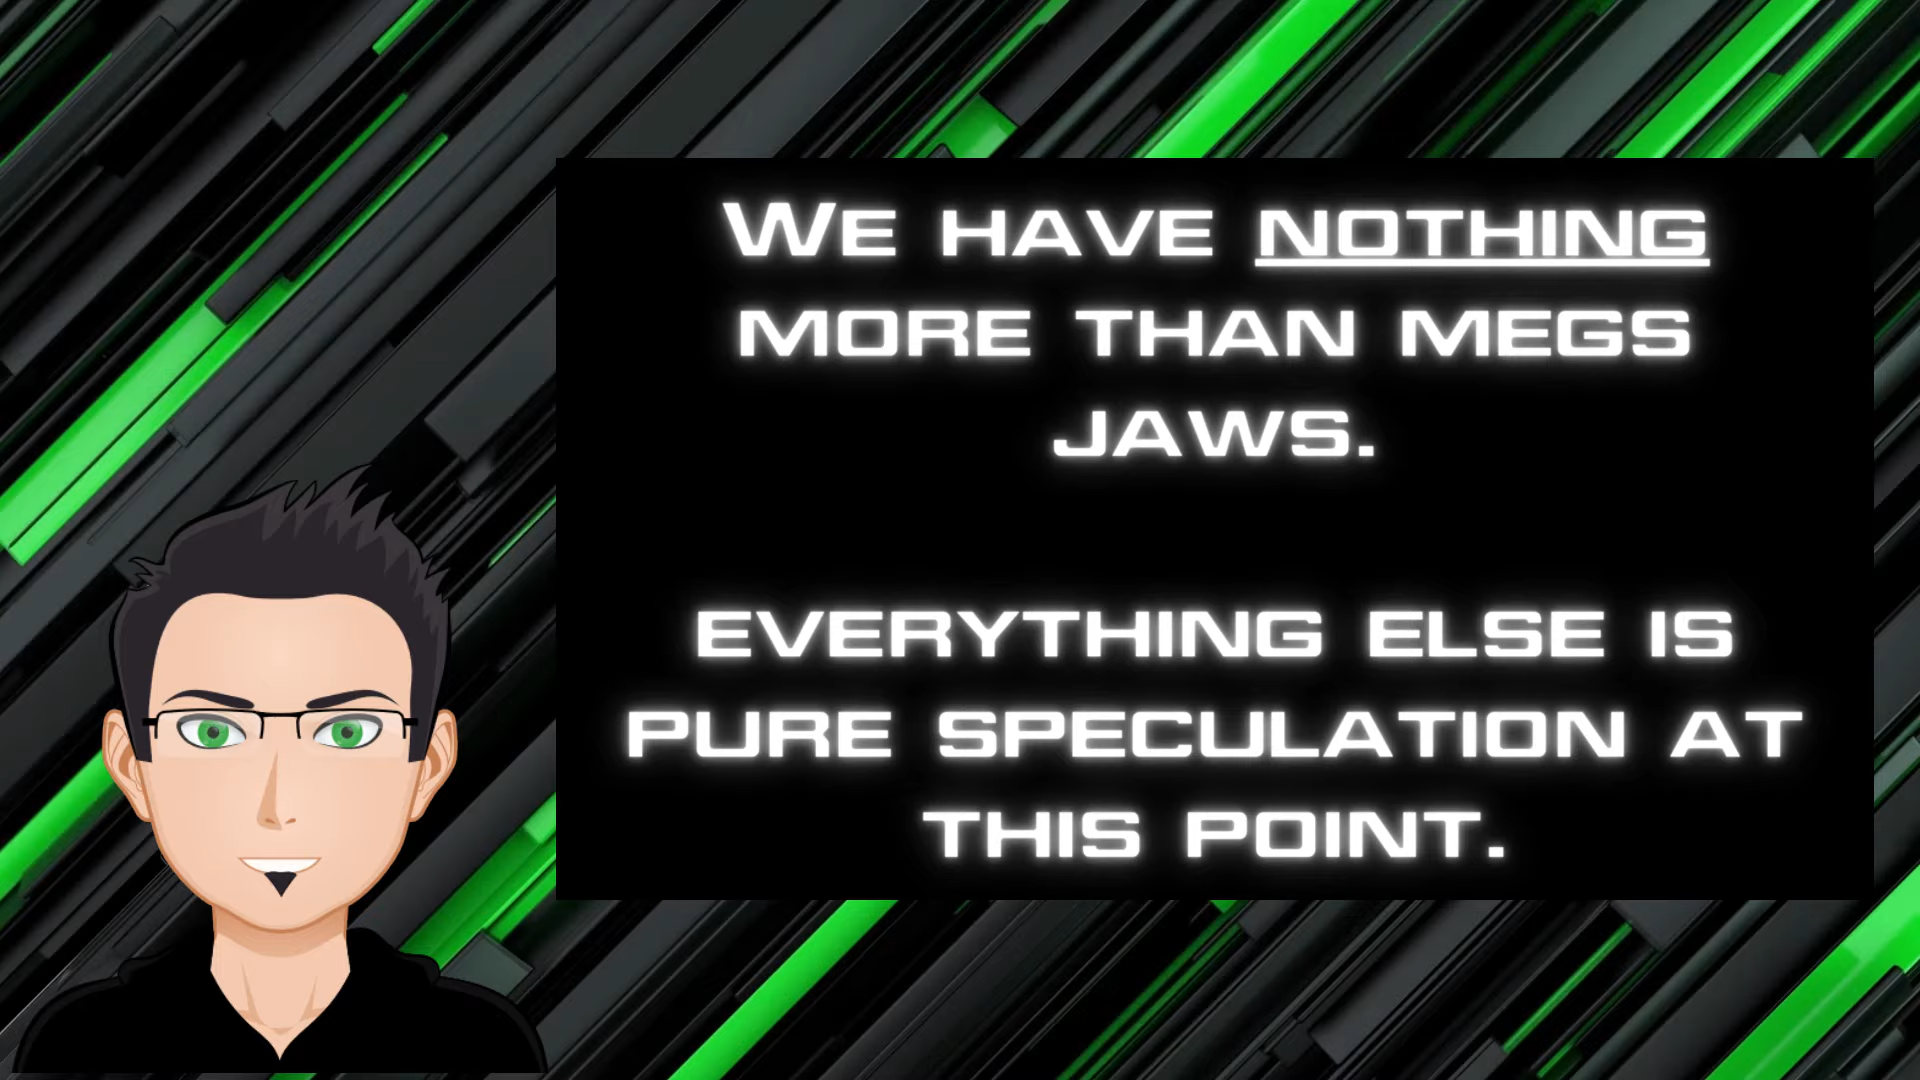 WE HAVE NOTHING
MORE THAN MEGS
JAWS.
EVERYTHING ELSE IS
PURE SPECULATION AT
THIS POINT.